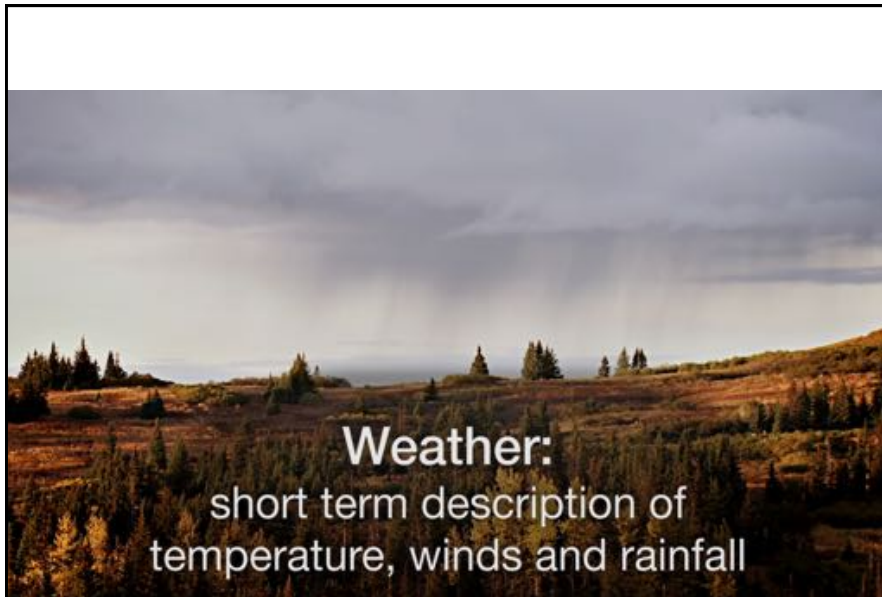 Weather:
short term description of
temperature, winds and rainfall